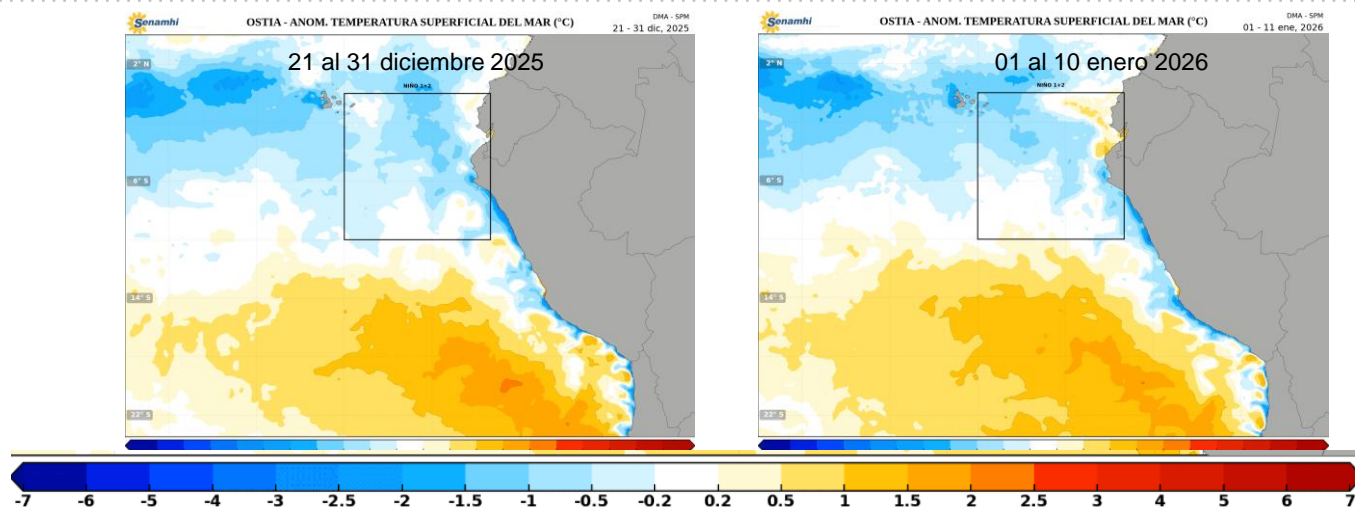 Senamhi
OSTIA - ANOM. TEMPERATURA SUPERFICIAL DEL MAR (°C)
DMA - SPM
21 - 31 dic, 2025
21 al 31 diciembre 2025
2° N
NIÑO 1+2
6° S
14° S
22° S
Senamhi
OSTIA - ANOM. TEMPERATURA SUPERFICIAL DEL MAR (°C)
DMA - SPM
01 - 11 ene, 2026
01 al 10 enero 2026
2° N
NIÑO 1+2
6° S
14° S
22° S
-7 -6 -5 -4 -3 -2.5 -2 -1.5 -1 -0.5 -0.2 0.2 0.5 1 1.5 2 2.5 3 4 5 6 7